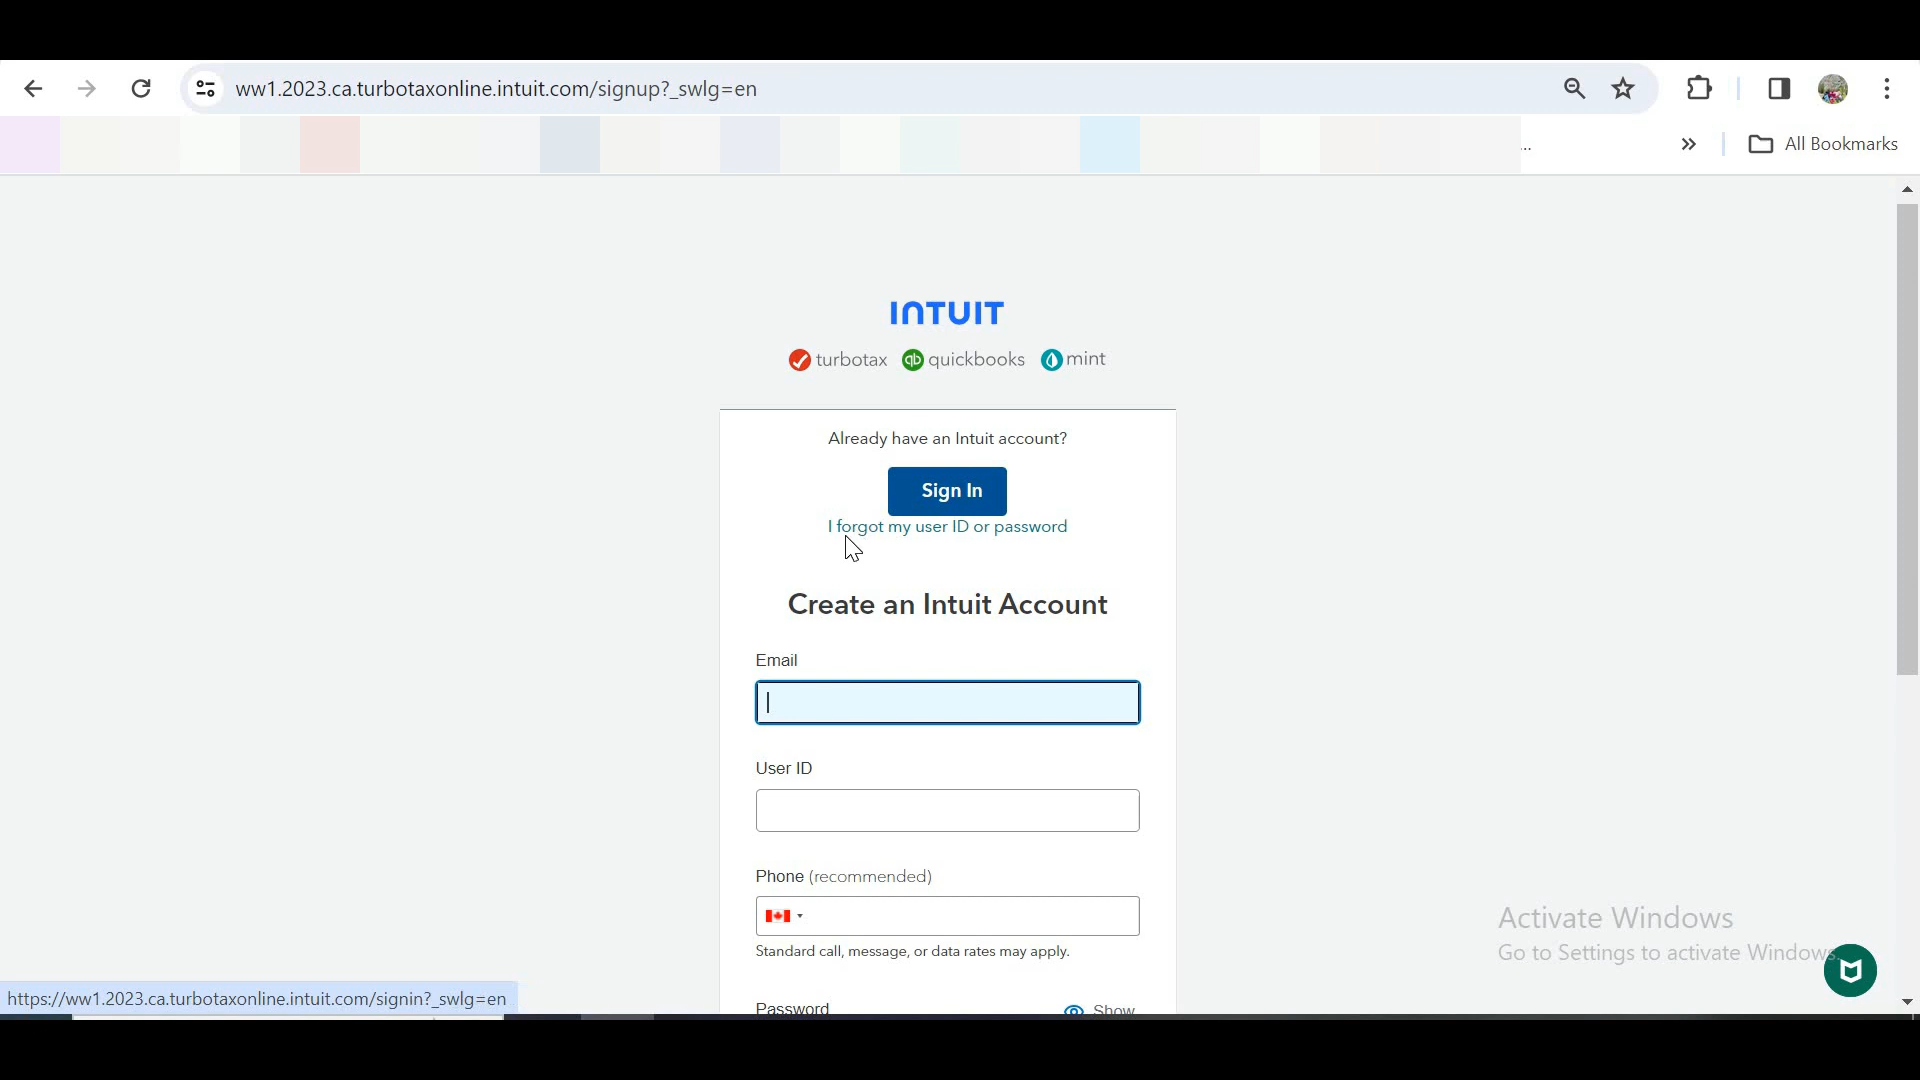 ww1.2023.ca.turbotaxonline.intuit.com/signup?_swlg=en
...
» All Bookmarks
INTUIT
turbotax qb quickbooks mint
Already have an Intuit account?
Sign In
I forgot my user ID or password
Create an Intuit Account
Email
User ID
Phone (recommended)
Standard call, message, or data rates may apply.
Password Show
Activate Windows
Go to Settings to activate Windows.
https://ww1.2023.ca.turbotaxonline.intuit.com/signin?_swlg=en